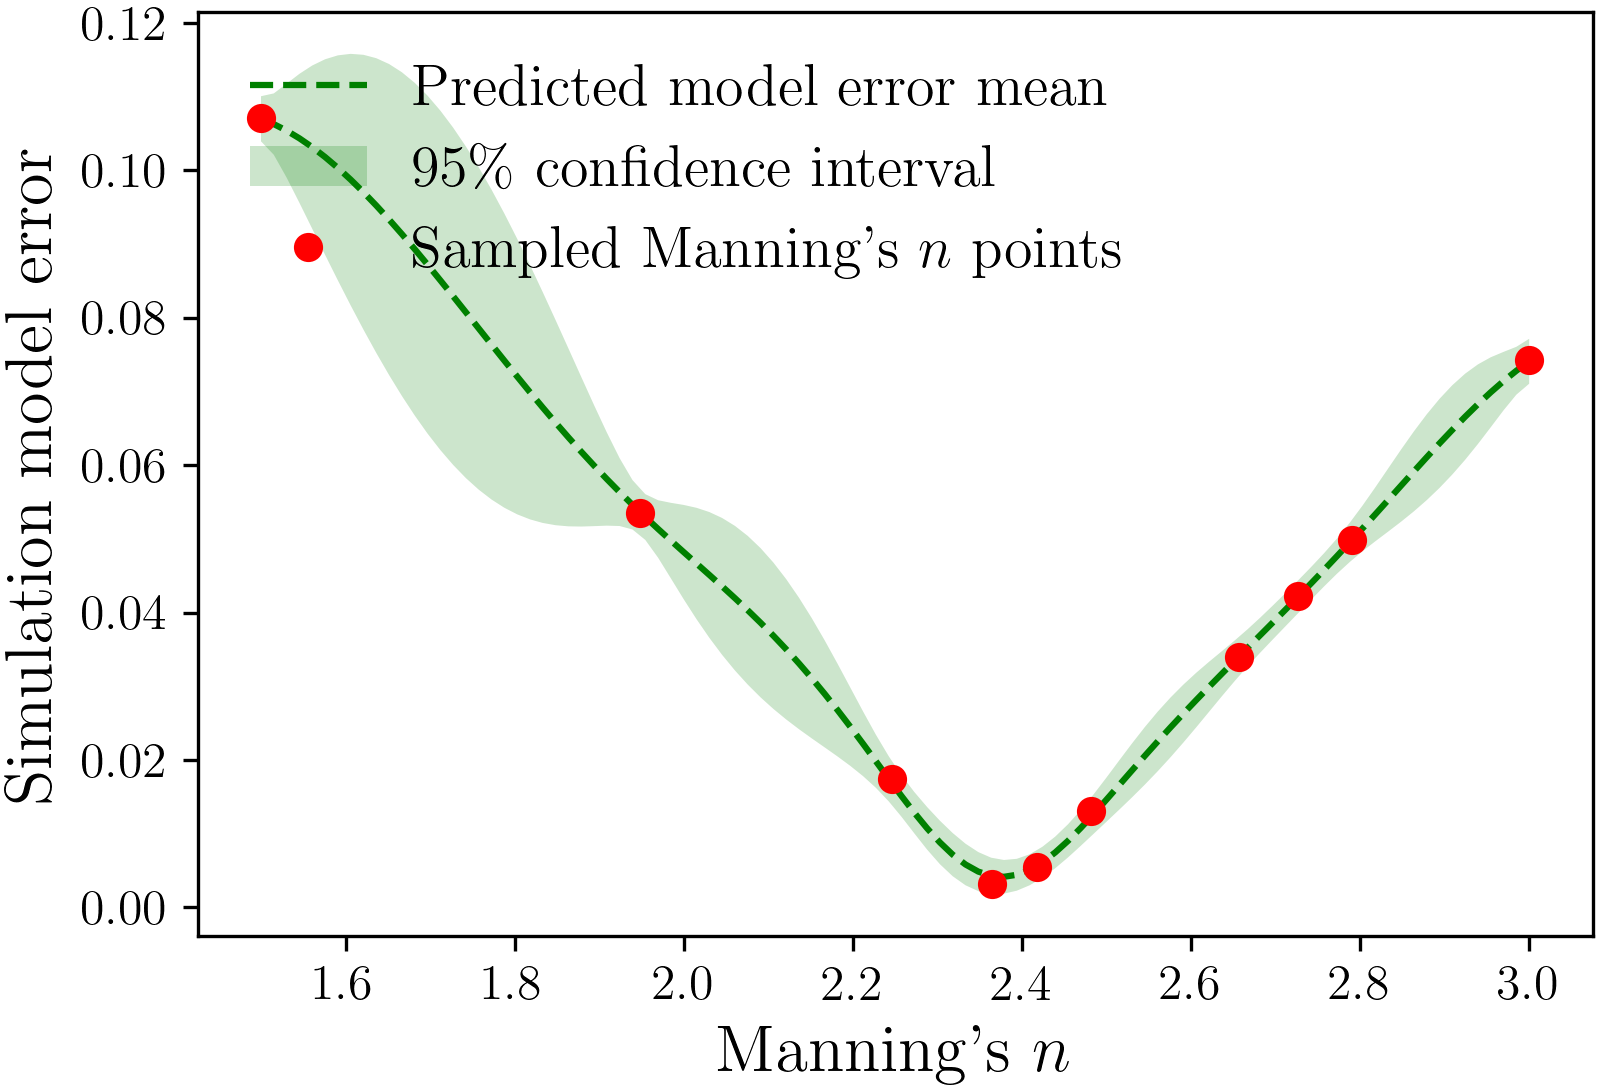 0.12
0.10
0.08
0.06
0.04
0.02
0.00
Simulation model error
Predicted model error mean
95% confidence interval
Sampled Manning's n points
1.6 1.8 2.0 2.2 2.4 2.6 2.8 3.0
Manning's n